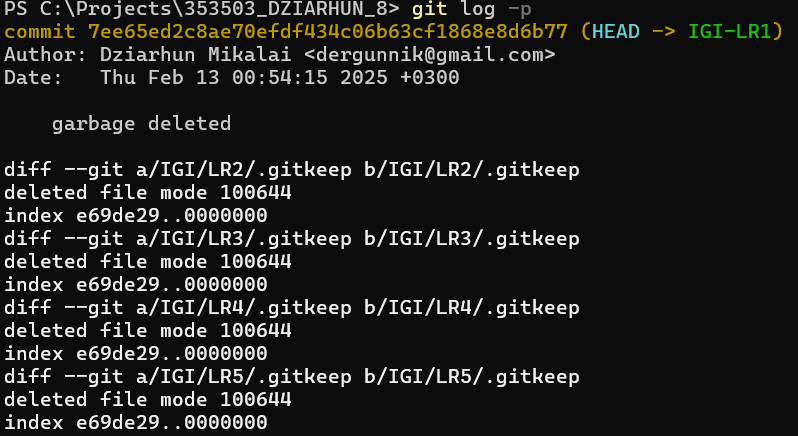 PS C:\Projects\353503_DZIARHUN_8> git log -p
commit 7ee65ed2c8ae70efdf434c06b63cf1868e8d6b77 (HEAD -> IGI-LR1)
Author: Dziarhun Mikalai <dergunnik@gmail.com>
Date:   Thu Feb 13 00:54:15 2025 +0300

    garbage deleted

diff --git a/IGI/LR2/.gitkeep b/IGI/LR2/.gitkeep
deleted file mode 100644
index e69de29..0000000
diff --git a/IGI/LR3/.gitkeep b/IGI/LR3/.gitkeep
deleted file mode 100644
index e69de29..0000000
diff --git a/IGI/LR4/.gitkeep b/IGI/LR4/.gitkeep
deleted file mode 100644
index e69de29..0000000
diff --git a/IGI/LR5/.gitkeep b/IGI/LR5/.gitkeep
deleted file mode 100644
index e69de29..0000000